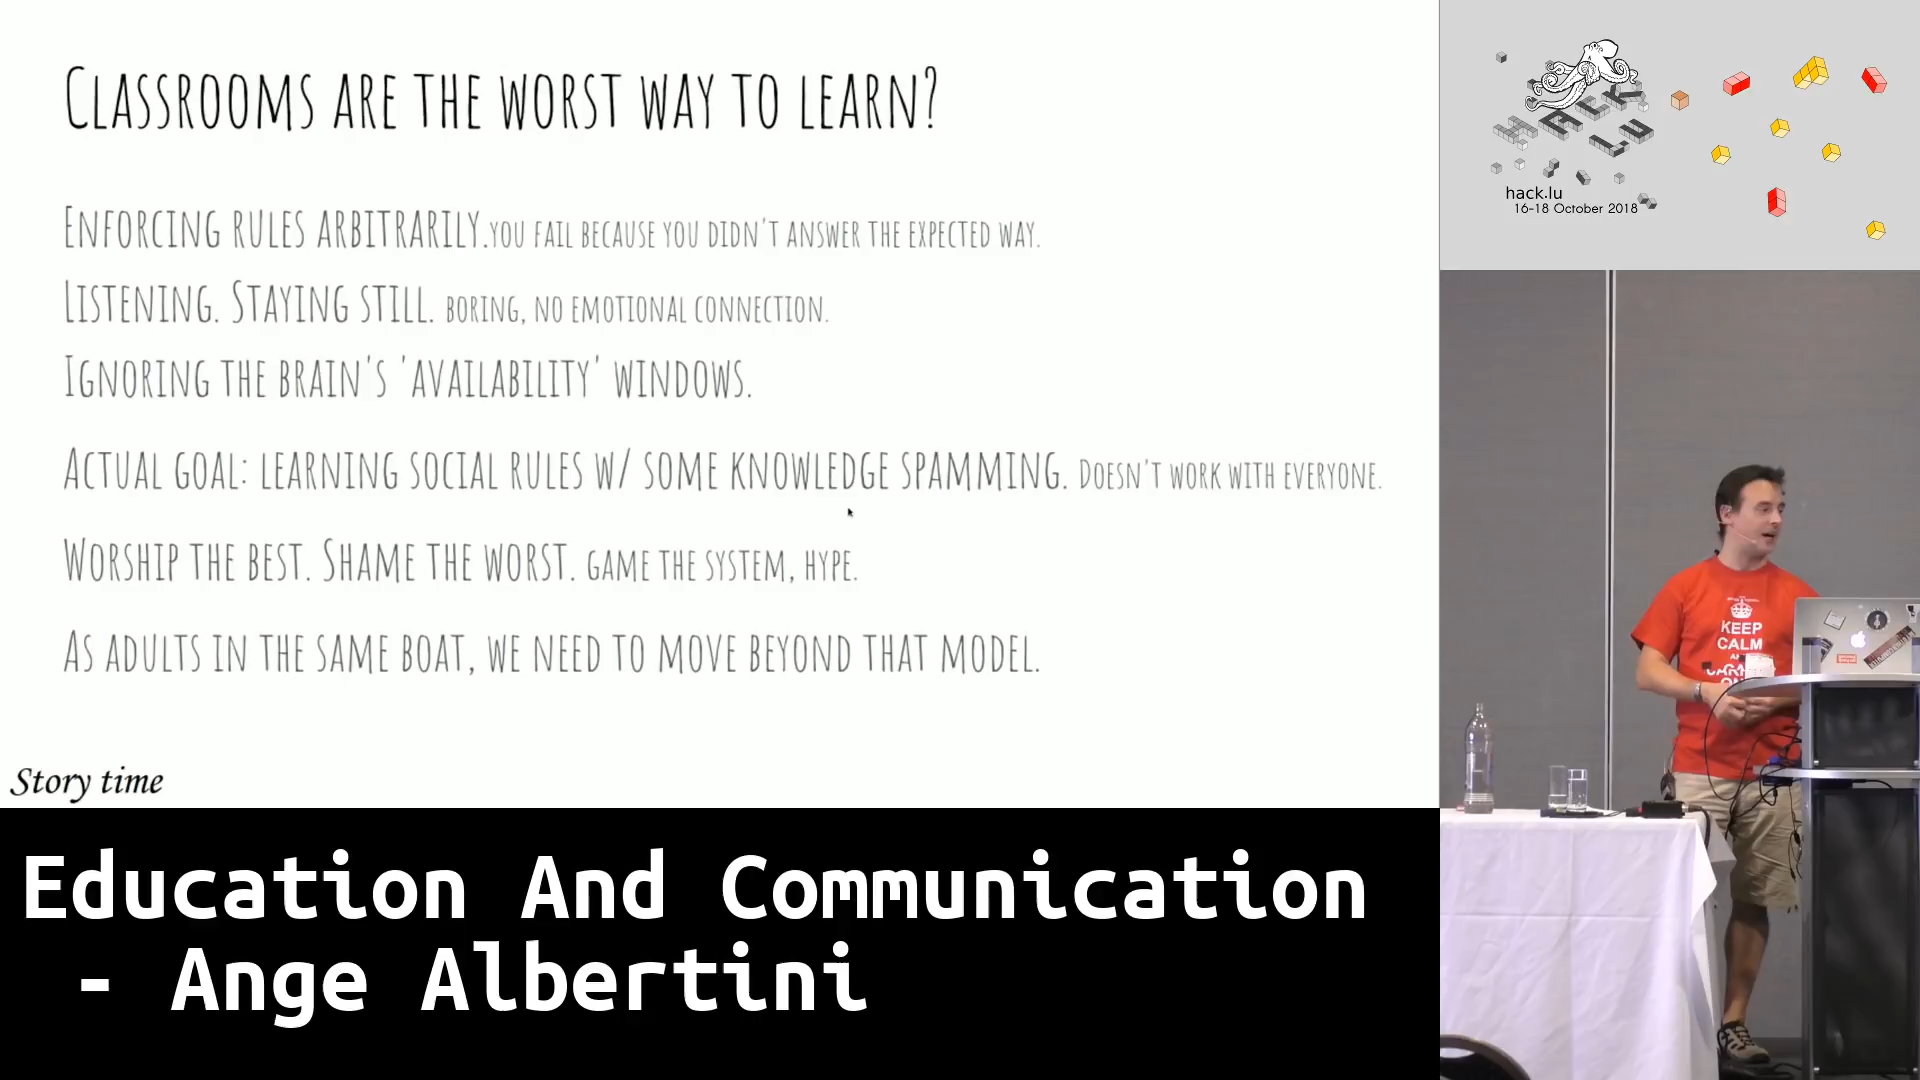 CLASSROOMS ARE THE WORST WAY TO LEARN?
ENFORCING RULES ARBITRARILY. YOU FAIL BECAUSE YOU DIDN'T ANSWER THE EXPECTED WAY.
LISTENING. STAYING STILL. BORING, NO EMOTIONAL CONNECTION.
IGNORING THE BRAIN'S 'AVAILABILITY' WINDOWS.
ACTUAL GOAL: LEARNING SOCIAL RULES W/ SOME KNOWLEDGE SPAMMING. DOESN'T WORK WITH EVERYONE.
WORSHIP THE BEST. SHAME THE WORST. GAME THE SYSTEM, HYPE.
AS ADULTS IN THE SAME BOAT, WE NEED TO MOVE BEYOND THAT MODEL.
Story time
Education And Communication
- Ange Albertini
HACK
LU
hack.lu
16-18 October 2018
KEEP
CALM